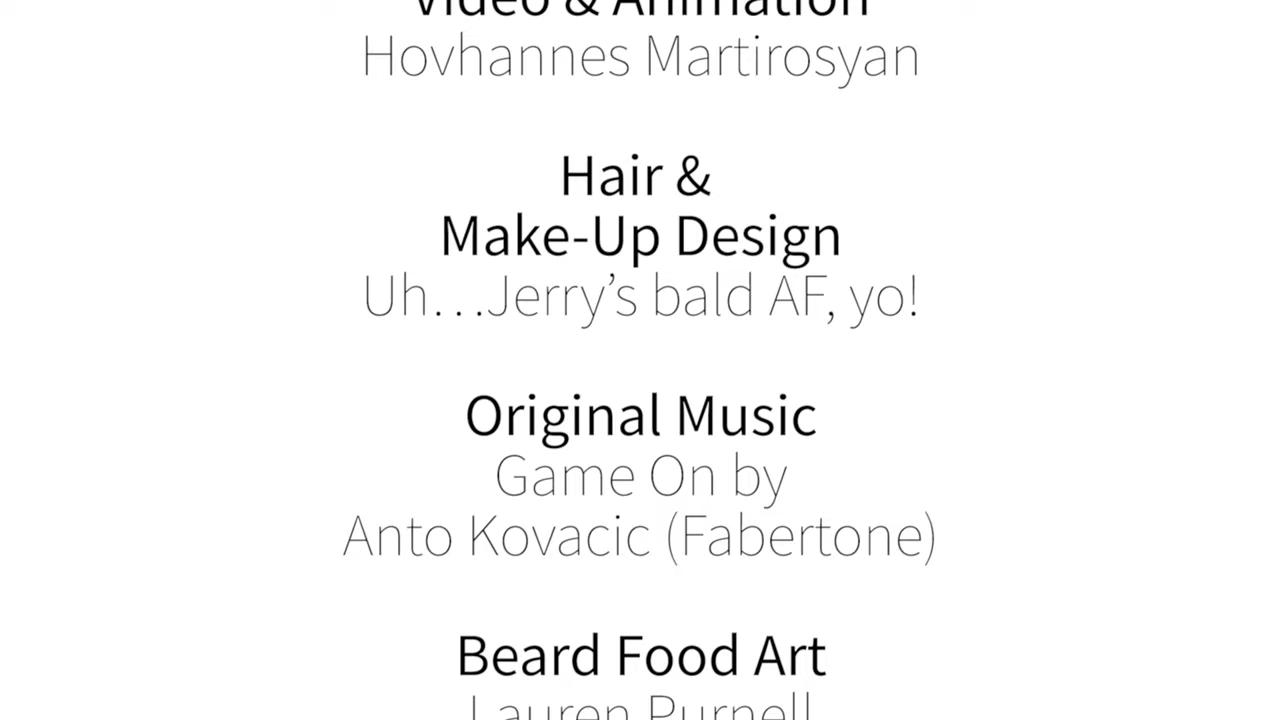 Video & Animation
Hovhannes Martirosyan
Hair &
Make-Up Design
Uh...Jerry’s bald AF, yo!
Original Music
Game On by
Anto Kovacic (Fabertone)
Beard Food Art
Lauren Purnell